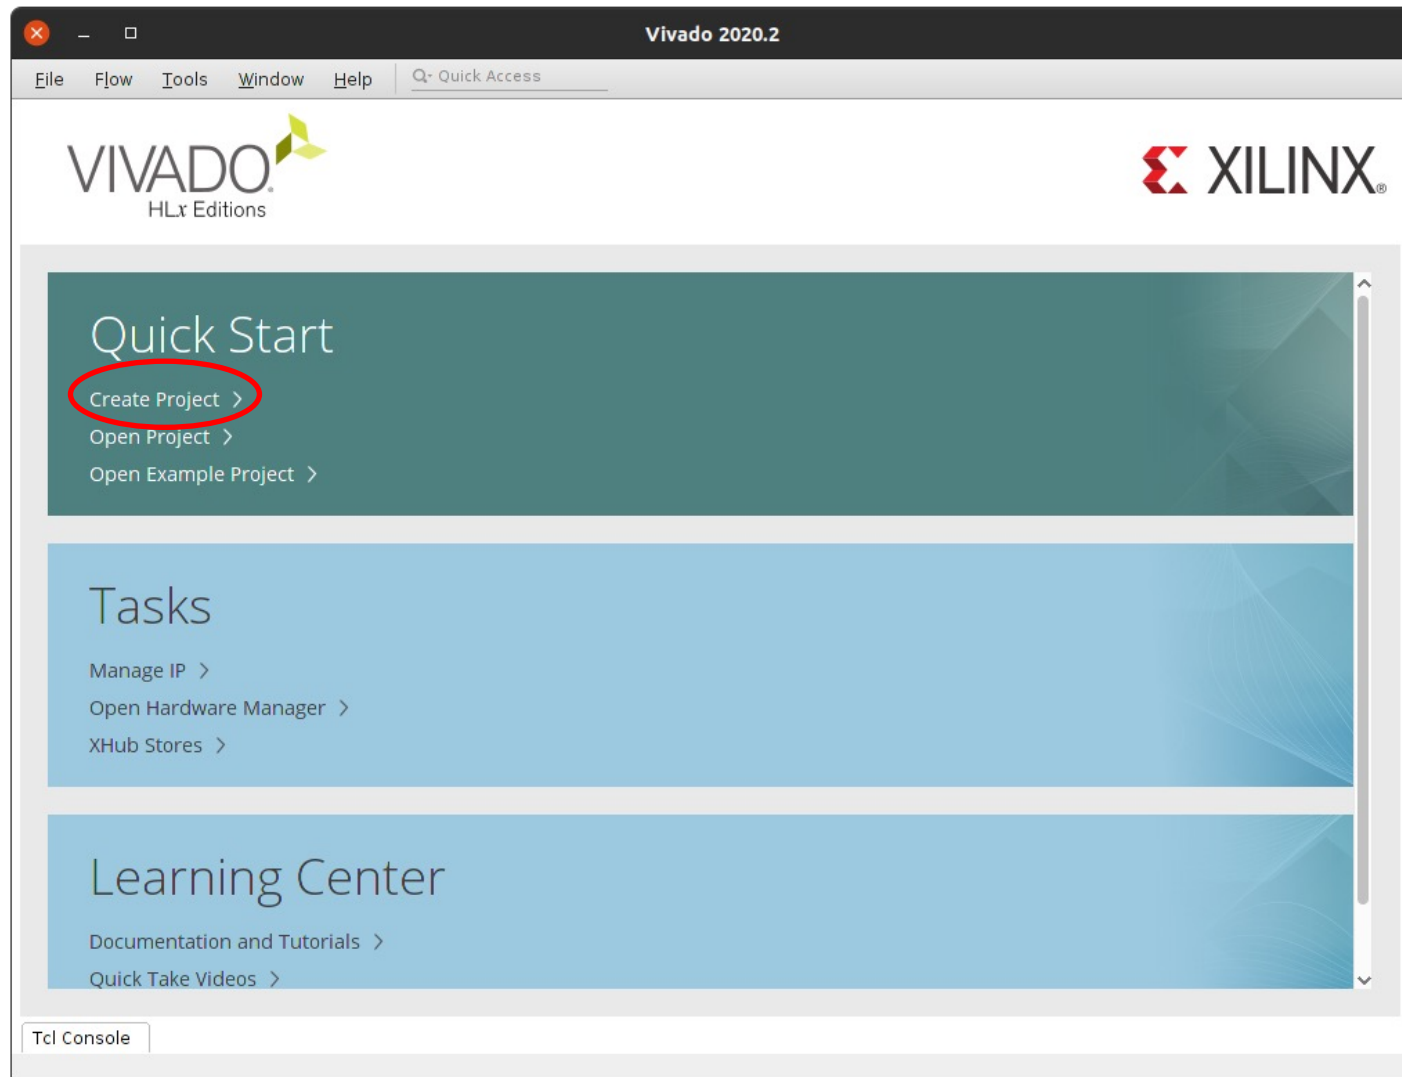 Vivado 2020.2
File Flow Tools Window Help Quick Access
VIVADO.
HLx Editions
XILINX®
Quick Start
Create Project >
Open Project >
Open Example Project >
Tasks
Manage IP >
Open Hardware Manager >
XHub Stores >
Learning Center
Documentation and Tutorials >
Quick Take Videos >
Tcl Console